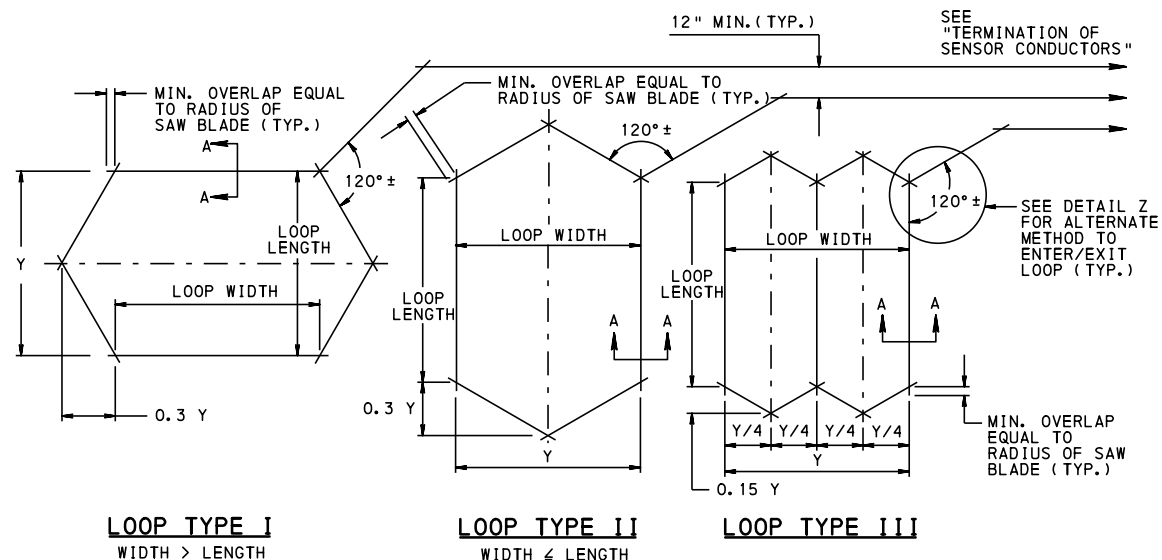 12" MIN.(TYP.)
SEE
"TERMINATION OF
SENSOR CONDUCTORS"
MIN. OVERLAP EQUAL
TO RADIUS OF
SAW BLADE (TYP.)
A
A
120°±
Y
LOOP
LENGTH
LOOP WIDTH
0.3 Y
LOOP TYPE I
WIDTH > LENGTH
MIN. OVERLAP EQUAL TO
RADIUS OF SAW BLADE (TYP.)
120°±
LOOP WIDTH
LOOP
LENGTH
A
A
0.3 Y
Y
LOOP TYPE II
WIDTH ∠ LENGTH
120°±
SEE DETAIL Z
FOR ALTERNATE
METHOD TO
ENTER/EXIT
LOOP (TYP.)
LOOP WIDTH
LOOP
LENGTH
A
A
Y/4
Y/4
Y/4
Y/4
Y
0.15 Y
MIN. OVERLAP
EQUAL TO
RADIUS OF SAW
BLADE (TYP.)
LOOP TYPE III